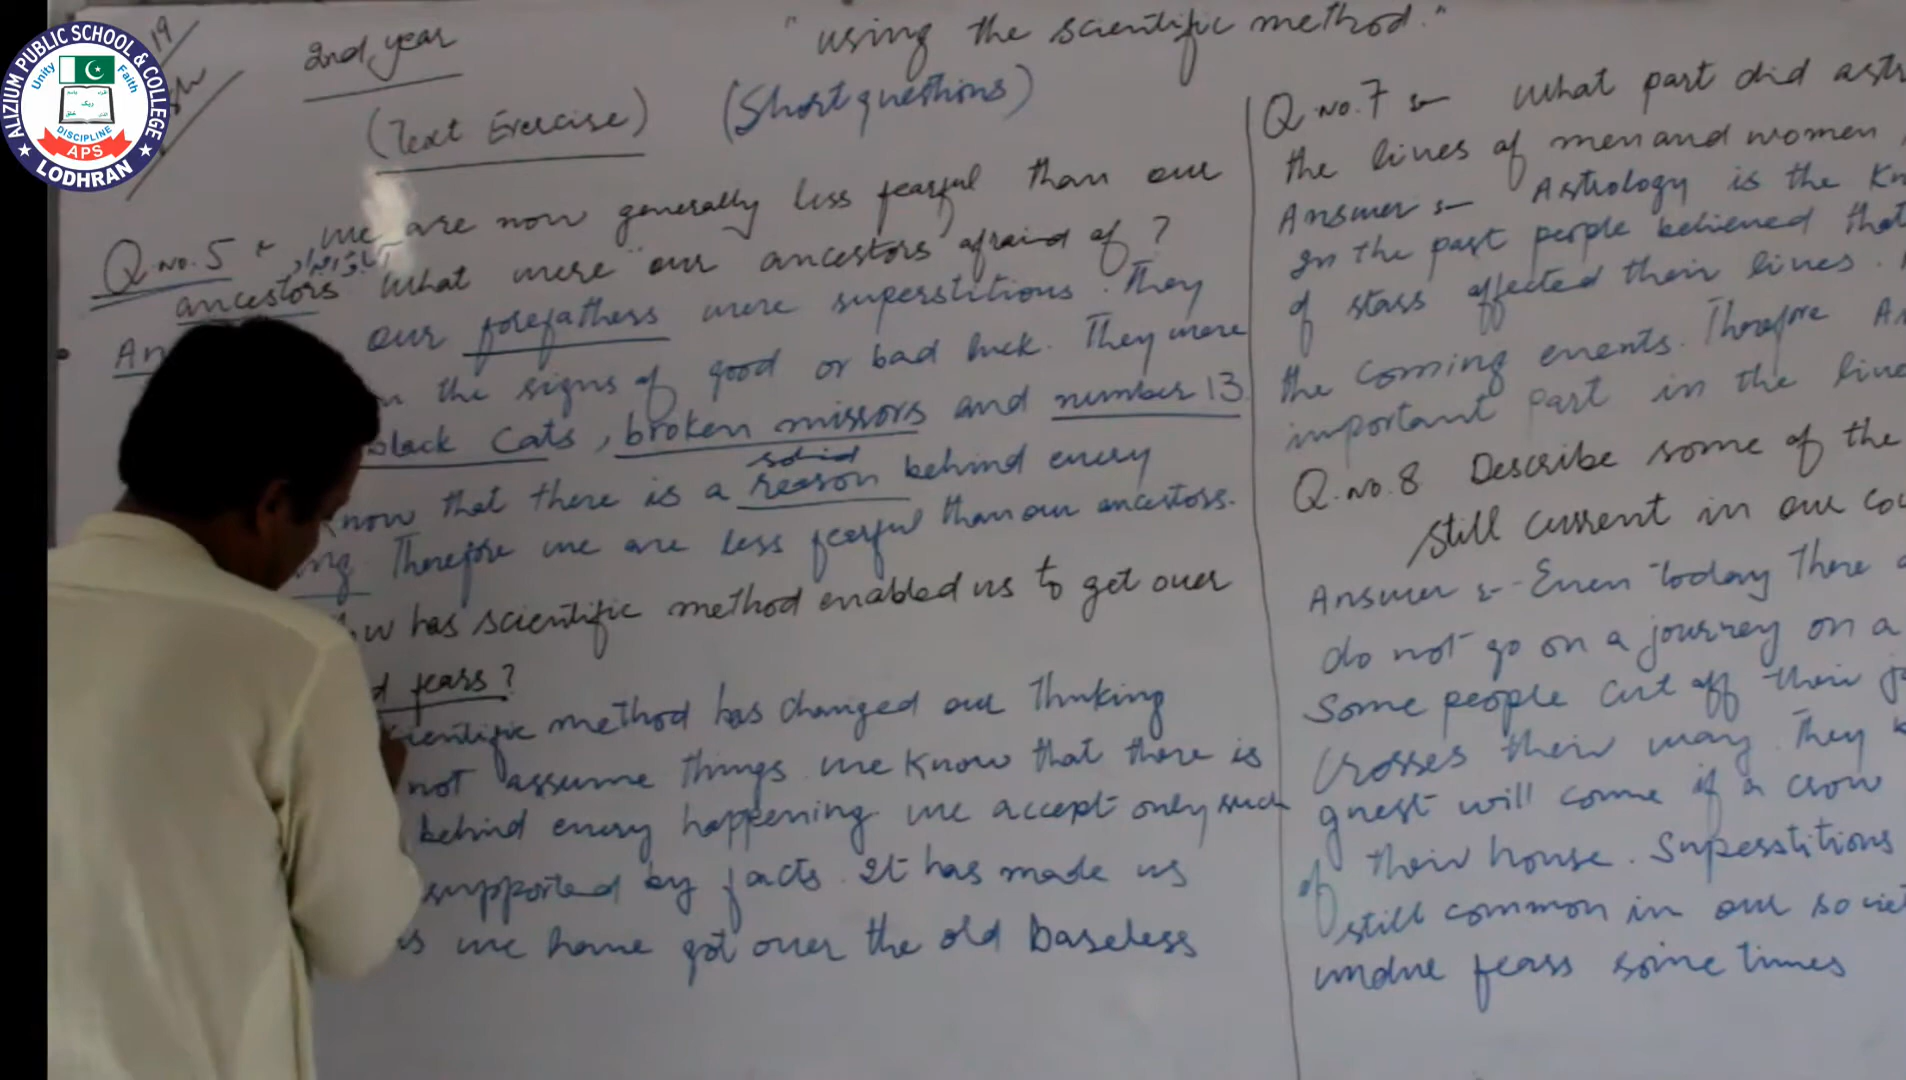 ALIZIUM PUBLIC SCHOOL & COLLEGE
Unity
Faith
DISCIPLINE
APS
LODHRAN
19
2nd year
"using the scientific method."
(Text Exercise)
(Short questions)
Q.No.5 :- we are now generally less fearful than our
ancestors what were our ancestors afraid of ?
our forefathers were superstitious. They
the signs of good or bad luck. They were
black cats, broken mirrors and number 13
solid
know that there is a reason behind every
Therefore we are less fearful than our ancestors.
has scientific method enabled us to get over
fears?
scientific method has changed our thinking
not assume things. we know that there is
behind every happening. we accept only such
supported by facts. It has made us
we have got over the old baseless
Q.No.7 :- What part did
the lives of men and women
Answer :- Astrology is the
In the past people believed that
of stars affected their lives.
the coming events. Therefore
important part in the
Q.No.8 Describe some of the
still current in our
Answer :- Even today there
do not go on a journey on a
Some people cut off their
crosses their way. They
guest will come if a crow
of their house. Superstitions
still common in our
undue fears some times